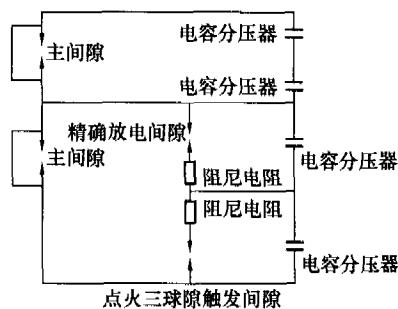 电容分压器
主间隙
电容分压器
精确放电间隙
主间隙
电容分压器
阻尼电阻
阻尼电阻
电容分压器
点火三球隙触发间隙